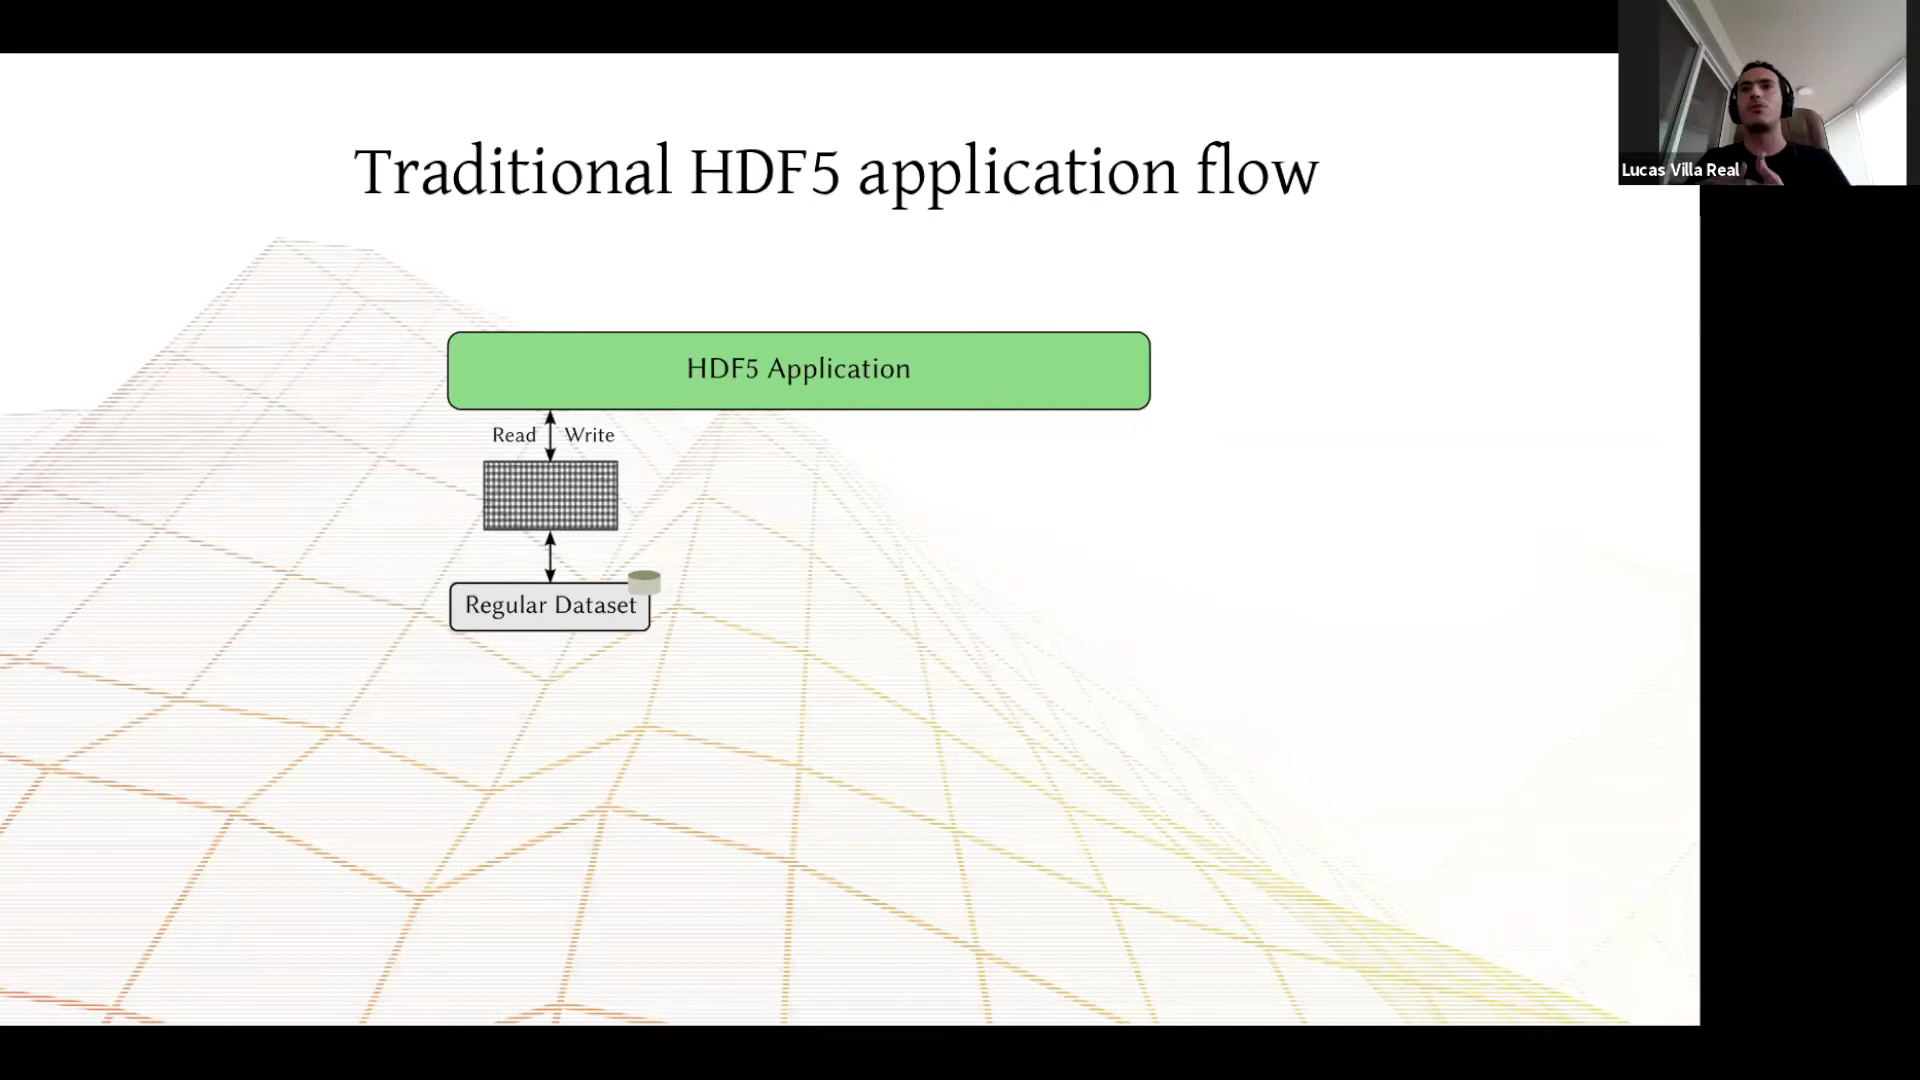 Traditional HDF5 application flow
Lucas Villa Real
HDF5 Application
Read Write
Regular Dataset